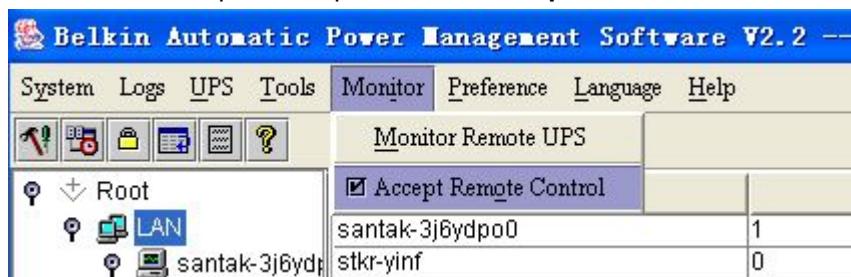 Belkin Automatic Power Management Software V2.2 --
System Logs UPS Tools Monitor Preference Language Help
Monitor Remote UPS
Accept Remote Control
Root
LAN
santak-3j6ydpo0 1
santak-3j6yd
stkr-yinf 0